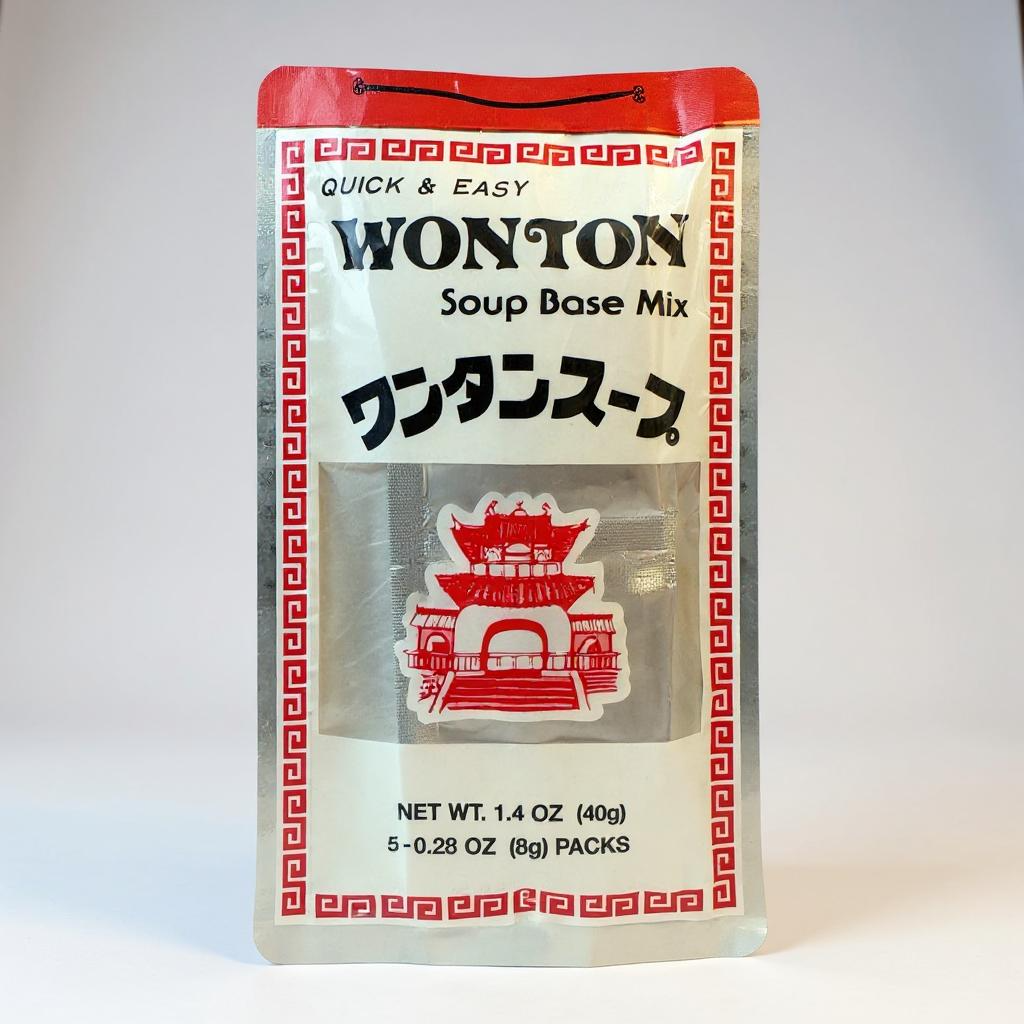 QUICK & EASY
WONTON
Soup Base Mix
ワンタンスープ
NET WT. 1.4 OZ (40g)
5-0.28 OZ (8g) PACKS